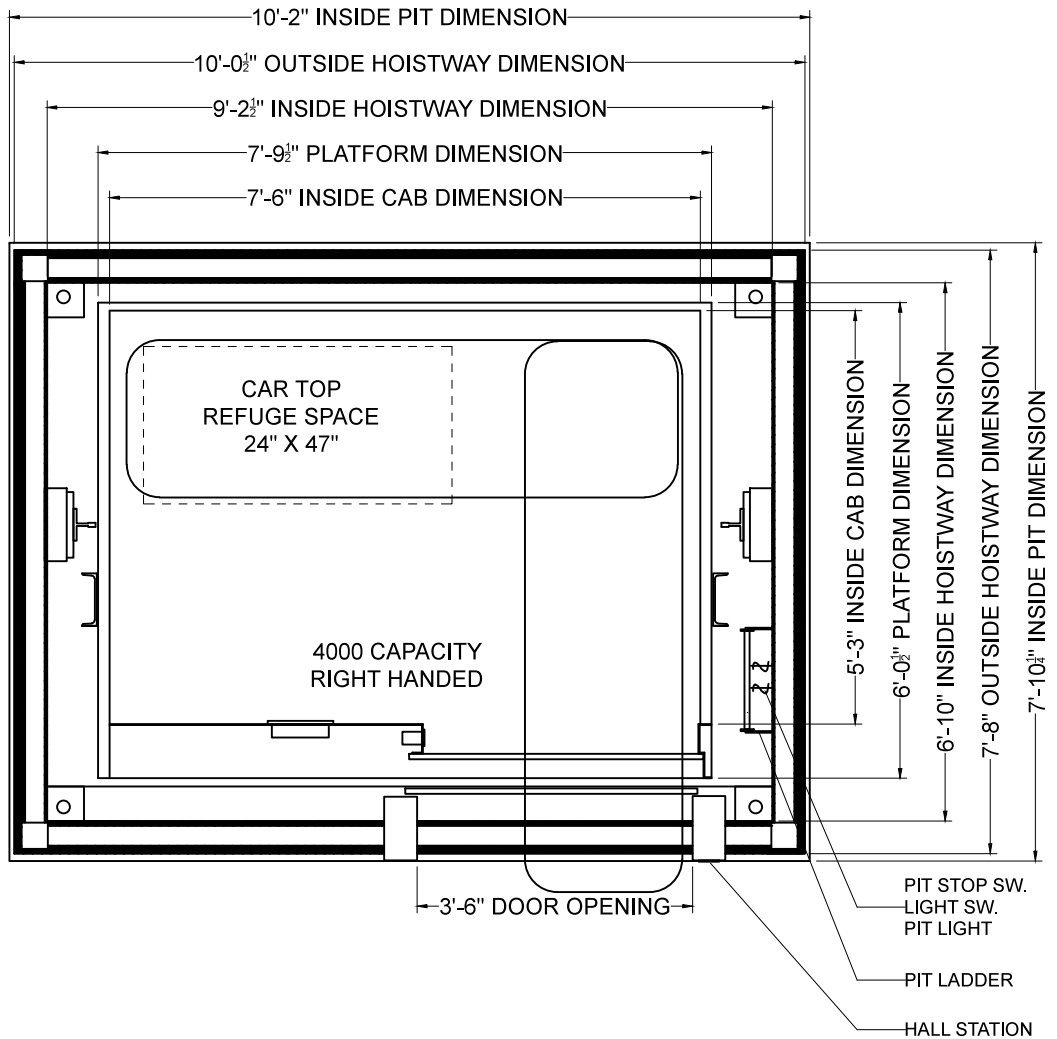 10'-2" INSIDE PIT DIMENSION
10'-0½" OUTSIDE HOISTWAY DIMENSION
9'-2½" INSIDE HOISTWAY DIMENSION
7'-9½" PLATFORM DIMENSION
7'-6" INSIDE CAB DIMENSION
CAR TOP
REFUGE SPACE
24" X 47"
4000 CAPACITY
RIGHT HANDED
5'-3" INSIDE CAB DIMENSION
6'-0½" PLATFORM DIMENSION
6'-10" INSIDE HOISTWAY DIMENSION
7'-8" OUTSIDE HOISTWAY DIMENSION
7'-10¼" INSIDE PIT DIMENSION
3'-6" DOOR OPENING
PIT STOP SW.
LIGHT SW.
PIT LIGHT
PIT LADDER
HALL STATION